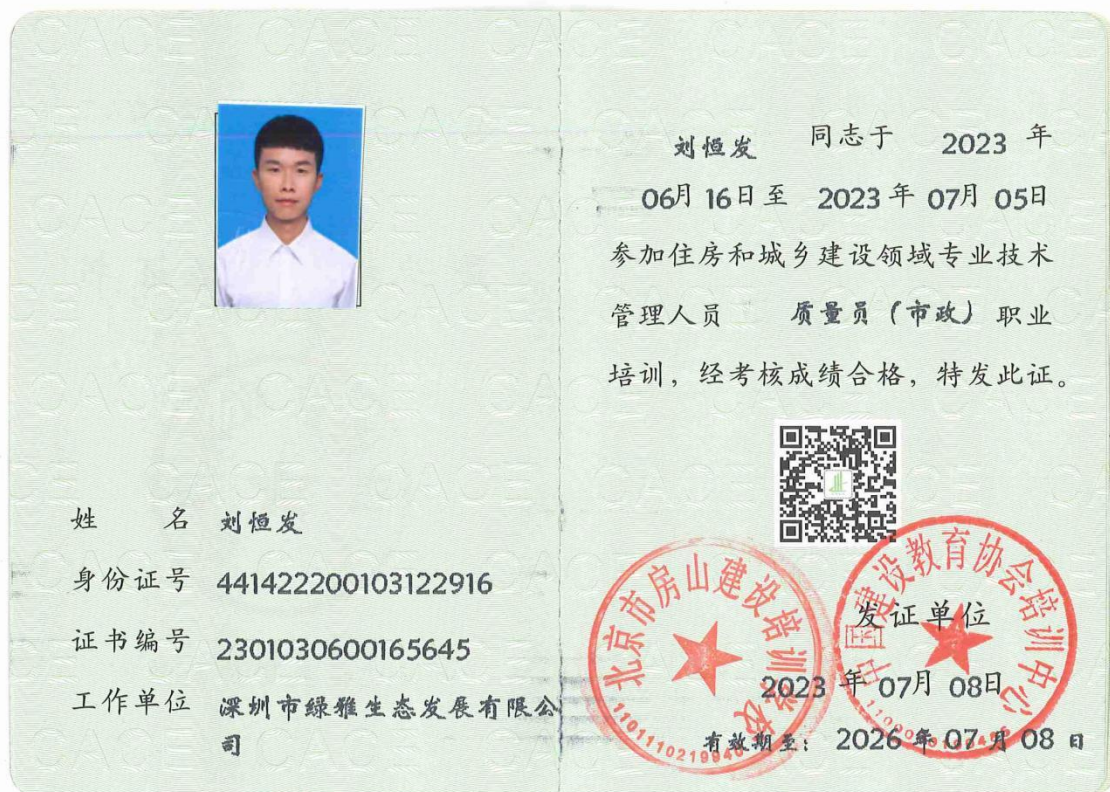 姓 名 刘恒发
身份证号 441422200103122916
证书编号 2301030600165645
工作单位 深圳市绿雅生态发展有限公
司
刘恒发 同志于 2023 年
06月 16日 至 2023 年 07月 05日
参加住房和城乡建设领域专业技术
管理人员 质量员（市政） 职业
培训，经考核成绩合格，特发此证。
北京市房山建设培训学校
中国建设教育协会培训中心
发证单位
2023 年 07月 08日
有效期至： 2026 年 07 月 08 日
CACE